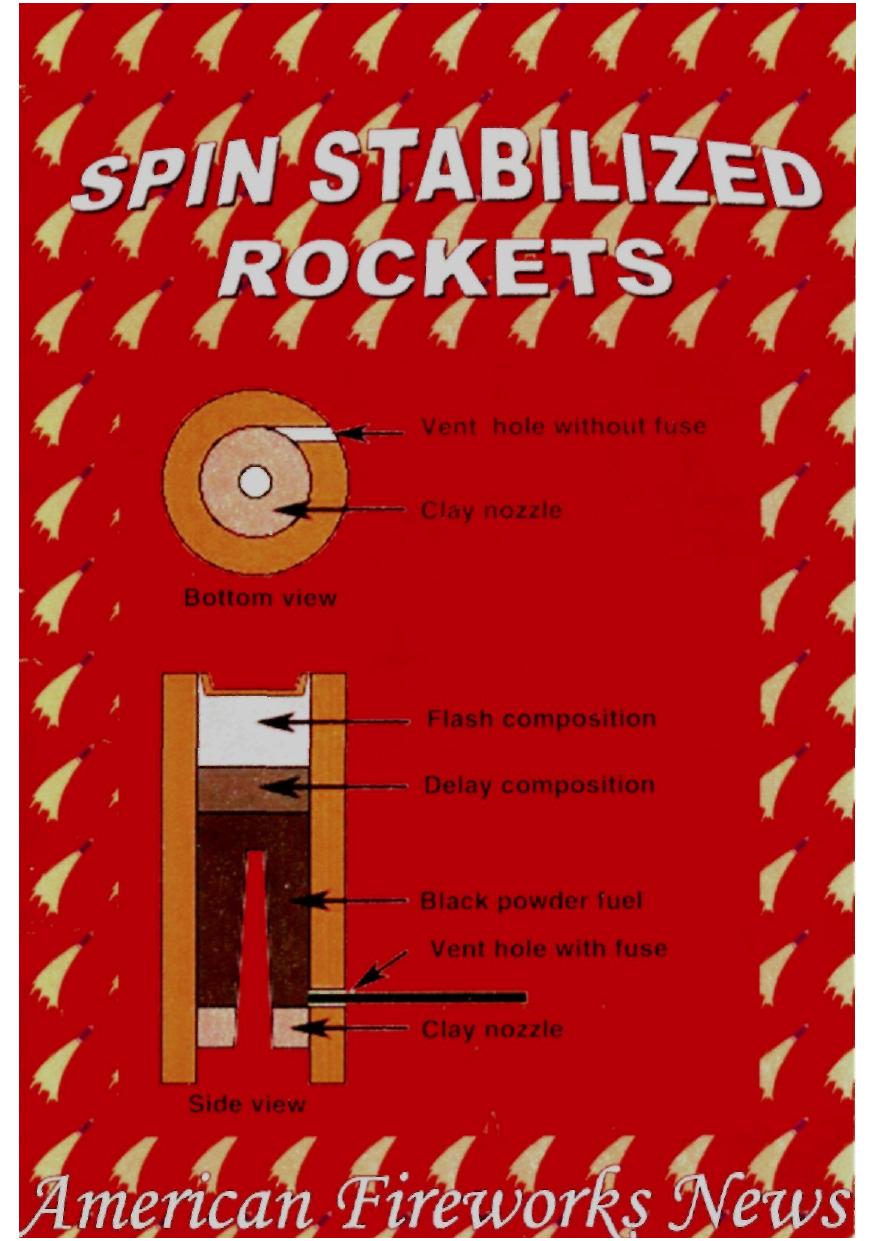 SPIN STABILIZED
ROCKETS
Vent hole without fuse
Clay nozzle
Bottom view
Flash composition
Delay composition
Black powder fuel
Vent hole with fuse
Clay nozzle
Side view
American Fireworks News